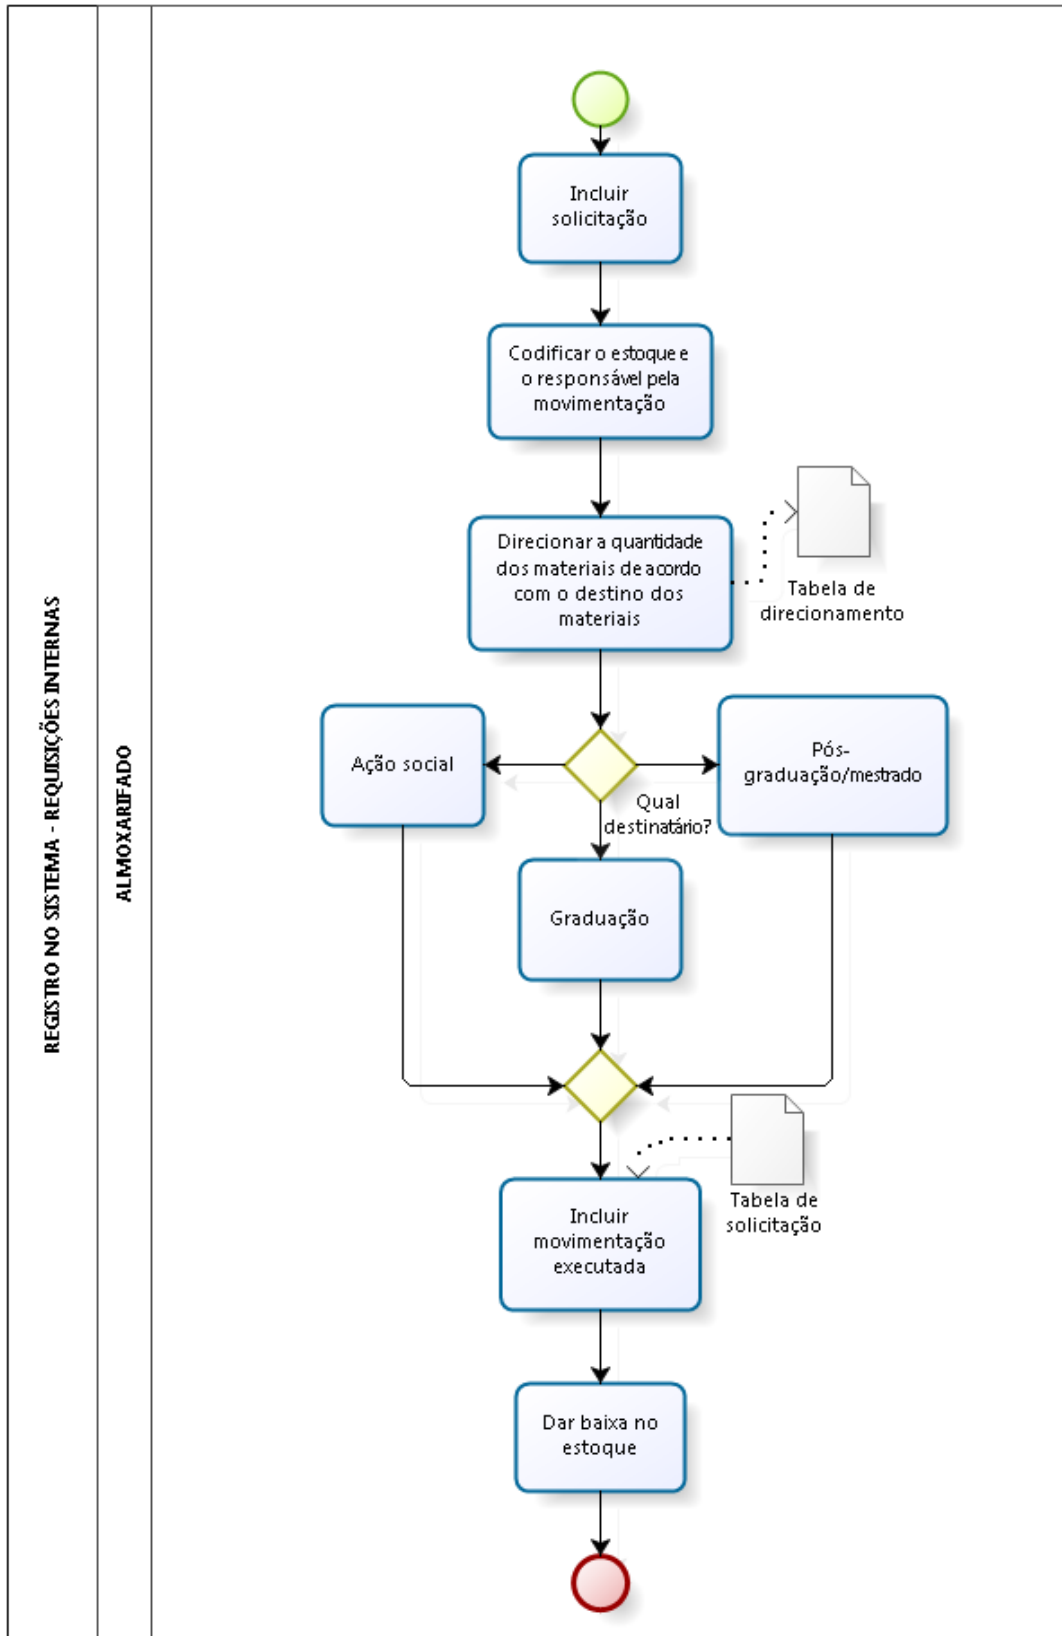 REGISTRO NO SISTEMA - REQUISIÇÕES INTERNAS
ALMOXARIFADO
Incluir
solicitação
Codificar o estoque e
o responsável pela
movimentação
Direcionar a quantidade
dos materiais de acordo
com o destino dos
materiais
Tabela de
direcionamento
Ação social
Qual
destinatário?
Pós-
graduação/mestrado
Graduação
Tabela de
solicitação
Incluir
movimentação
executada
Dar baixa no
estoque